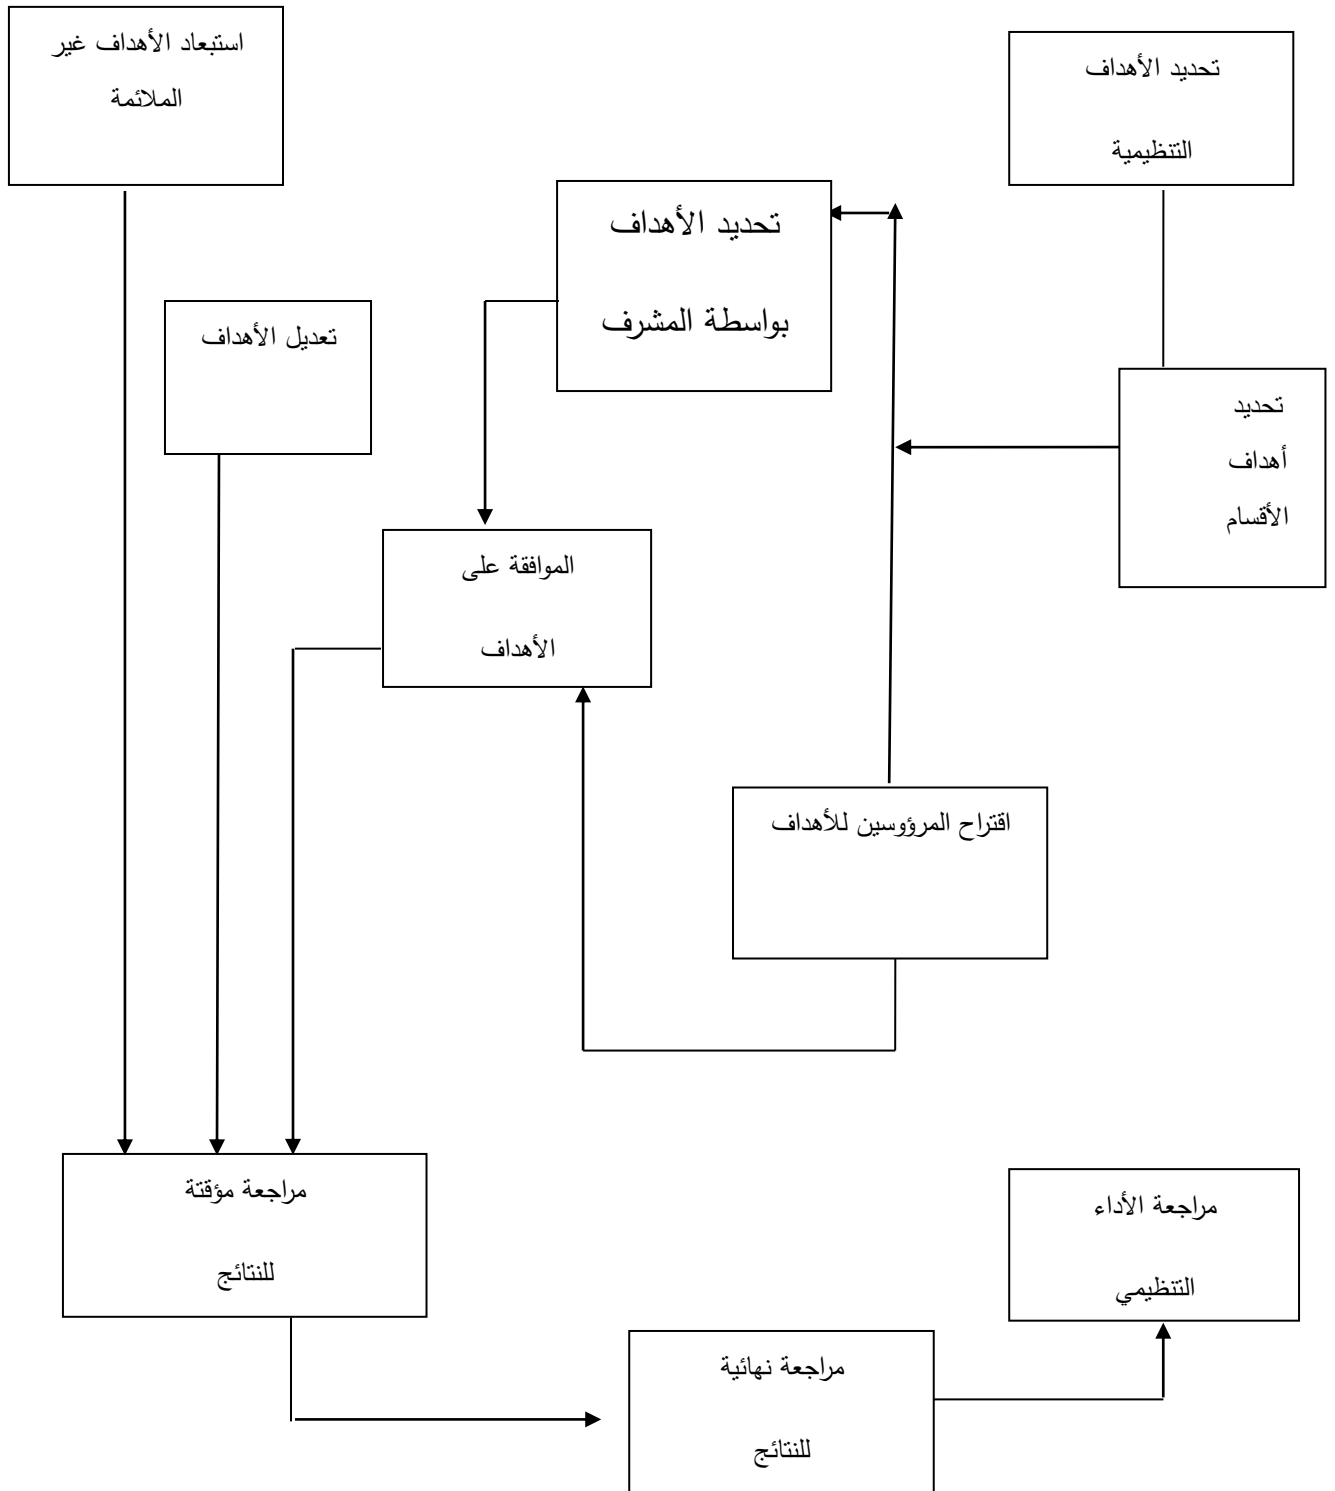 استبعاد الأهداف غير
الملائمة
تحديد الأهداف
التنظيمية
تحديد الأهداف
بواسطة المشرف
تعديل الأهداف
تحديد
أهداف
الأقسام
الموافقة على
الأهداف
اقتراح المرؤوسين للأهداف
مراجعة مؤقتة
للنتائج
مراجعة الأداء
التنظيمي
مراجعة نهائية
للنتائج